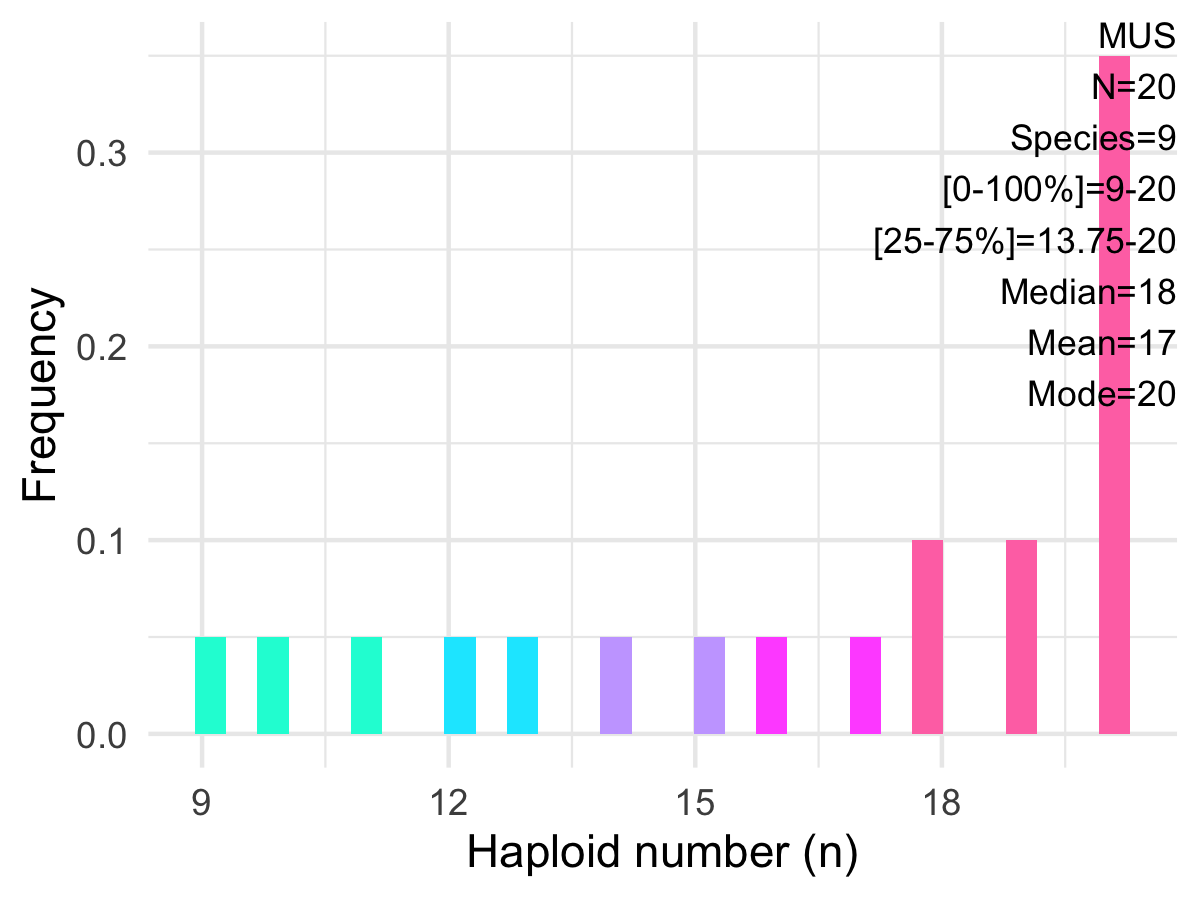 MUS
N=20
Species=9
[0-100%]=9-20
[25-75%]=13.75-20
Median=18
Mean=17
Mode=20
Frequency
0.3
0.2
0.1
0.0
9 12 15 18
Haploid number (n)